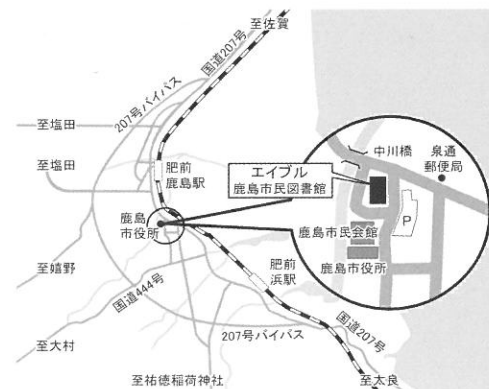 至佐賀
国道207号
207号バイパス
至塩田
至塩田
肥前
鹿島駅
中川橋
泉通
郵便局
エイブル
鹿島市民図書館
P
鹿島
市役所
鹿島市民会館
鹿島市役所
至嬉野
国道444号
肥前
浜駅
至大村
207号バイパス
国道207号
至祐徳稲荷神社
至太良